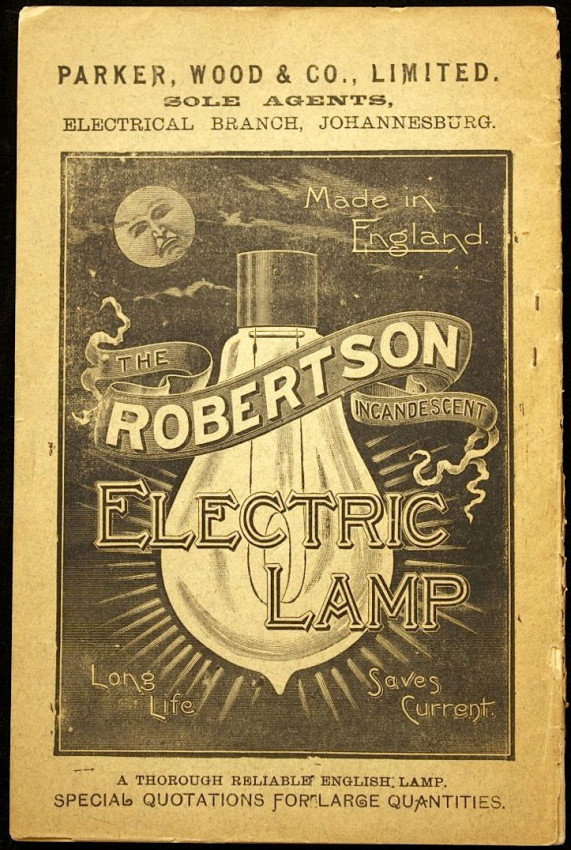 PARKER, WOOD & CO., LIMITED.
SOLE AGENTS,
ELECTRICAL BRANCH, JOHANNESBURG.
Made in
England.
THE
ROBERTSON
INCANDESCENT
ELECTRIC
LAMP
Long
Life
Saves
Current.
A THOROUGH RELIABLE ENGLISH LAMP.
SPECIAL QUOTATIONS FOR LARGE QUANTITIES.